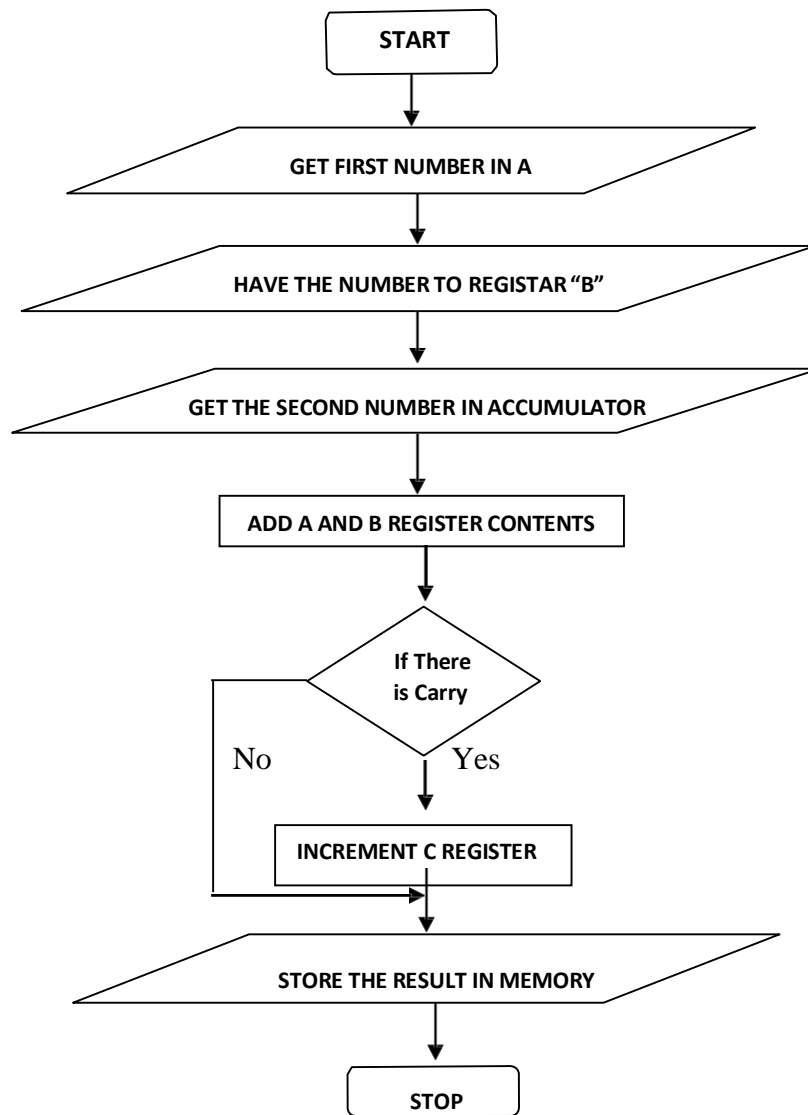 START
GET FIRST NUMBER IN A
HAVE THE NUMBER TO REGISTAR “B”
GET THE SECOND NUMBER IN ACCUMULATOR
ADD A AND B REGISTER CONTENTS
If There
is Carry
No
Yes
INCREMENT C REGISTER
STORE THE RESULT IN MEMORY
STOP